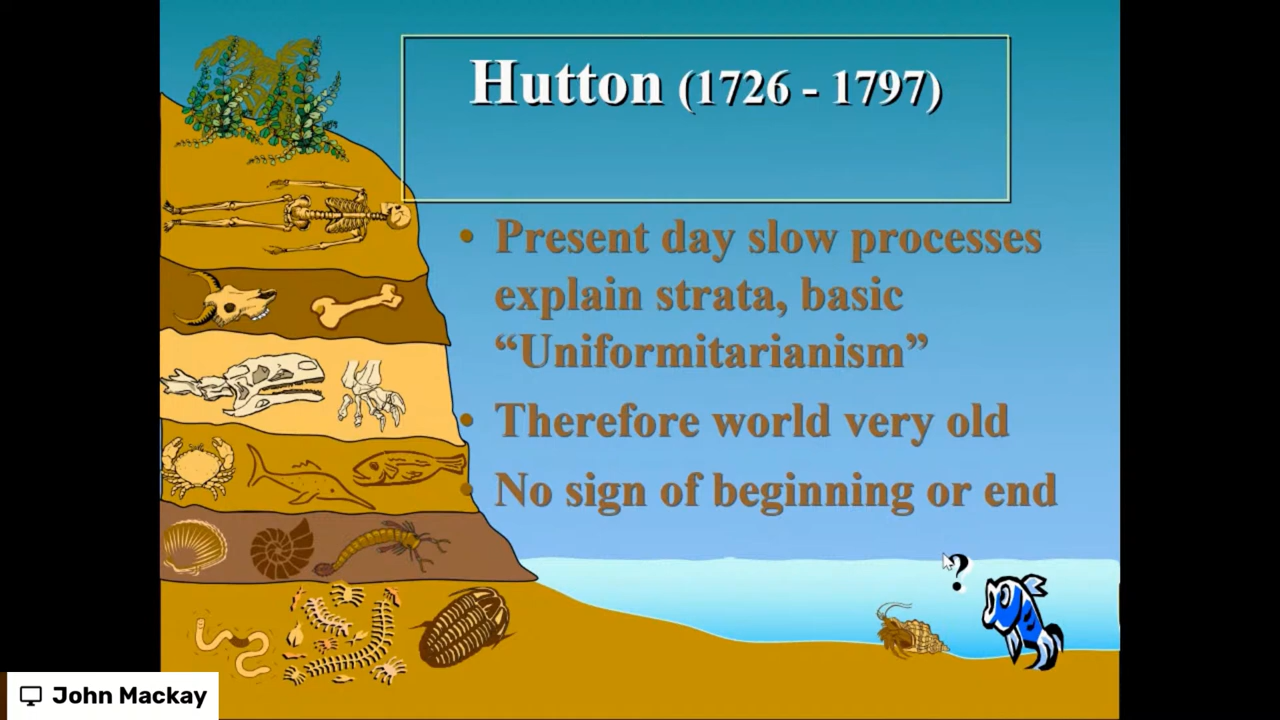 Hutton (1726 - 1797)
• Present day slow processes
explain strata, basic
“Uniformitarianism”
• Therefore world very old
• No sign of beginning or end
?
John Mackay